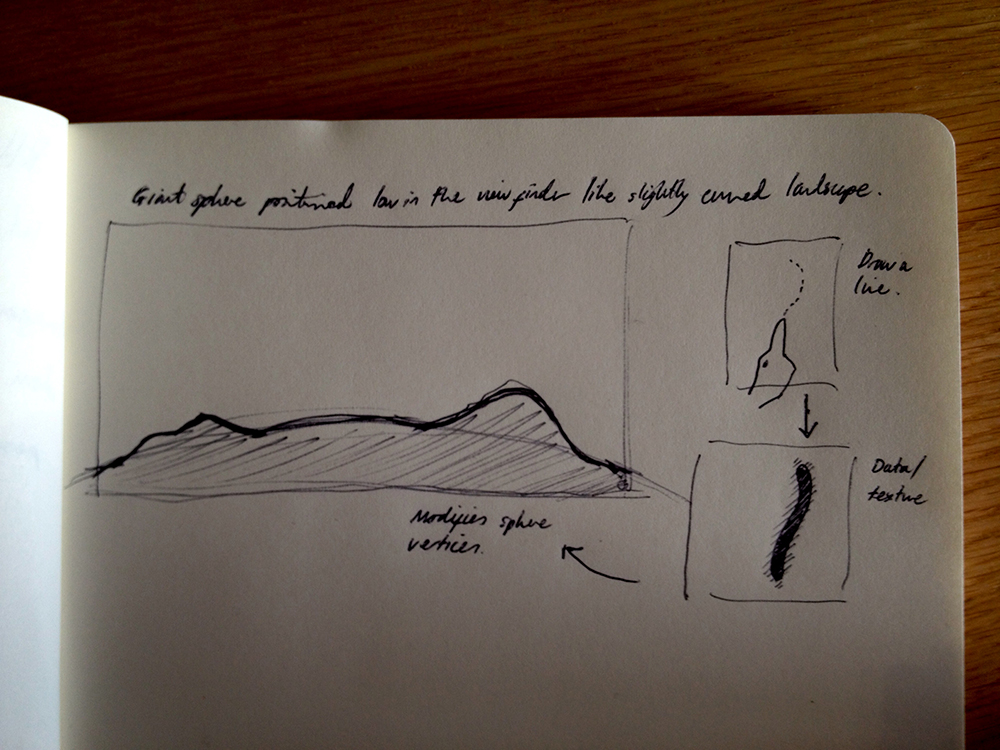 Giant sphere positioned low in the viewfinder like slightly curved landscape.
Draw a
line.
Data/
texture
Modifies sphere
vertices.